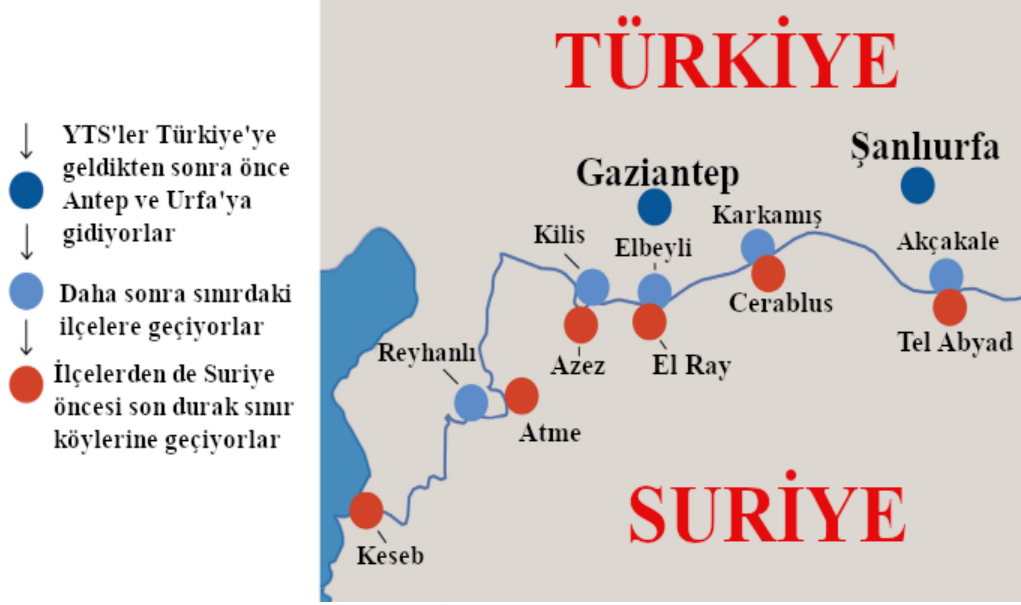 YTS'ler Türkiye'ye
geldikten sonra önce
Antep ve Urfa'ya
gidiyorlar
Daha sonra sınırdaki
ilçelere geçiyorlar
İlçelerden de Suriye
öncesi son durak sınır
köylerine geçiyorlar
TÜRKİYE
Şanlıurfa
Gaziantep
Karkamış
Kilis
Elbeyli
Akçakale
Cerablus
Tel Abyad
Reyhanlı
Azez
El Ray
Atme
SURİYE
Keseb